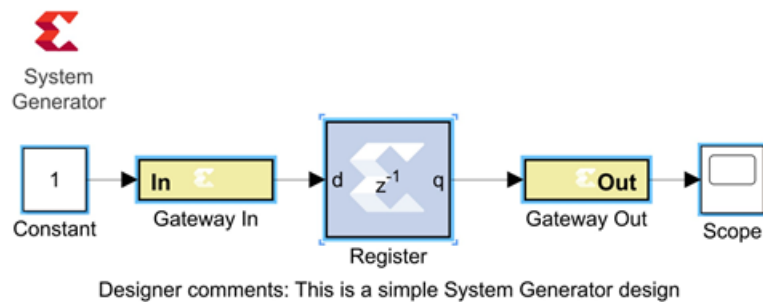 System
Generator
1
In
d
z-1
q
Out
Constant
Gateway In
Register
Gateway Out
Scope
Designer comments: This is a simple System Generator design